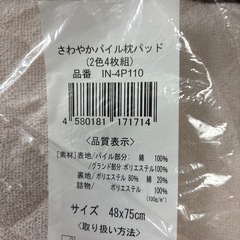 さわやかパイル枕パッド
(2色4枚組)
品番 IN-4P110
4 580181 171714
<品質表示>
[素材] 表地/パイル部分: 綿 100%
/グランド部分:ポリエステル 100%
裏地/ポリエステル 80% 綿 20%
詰物/ ポリエステル 100%
(100g/m²)
サイズ 48x75cm
<取り扱い方法>